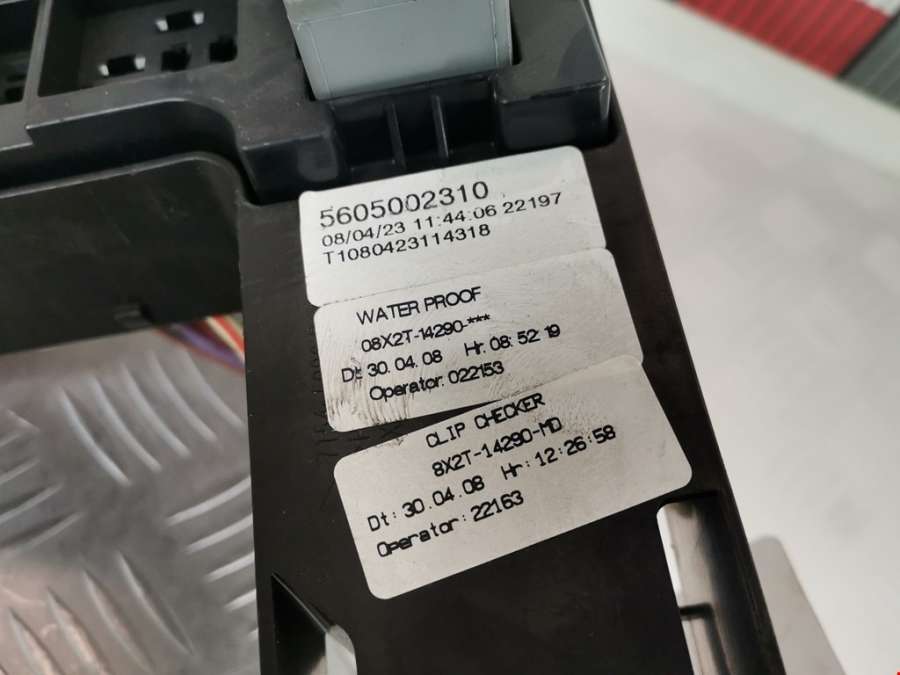 5605002310
08/04/23 11:44:06 22197
T1080423114318
WATER PROOF
08X2T-14290-***
Dt: 30.04.08 Hr: 08:52:19
Operator: 022153
CLIP CHECKER
8X2T-14290-MD
Dt: 30.04.08 Hr: 12:26:58
Operator: 22163